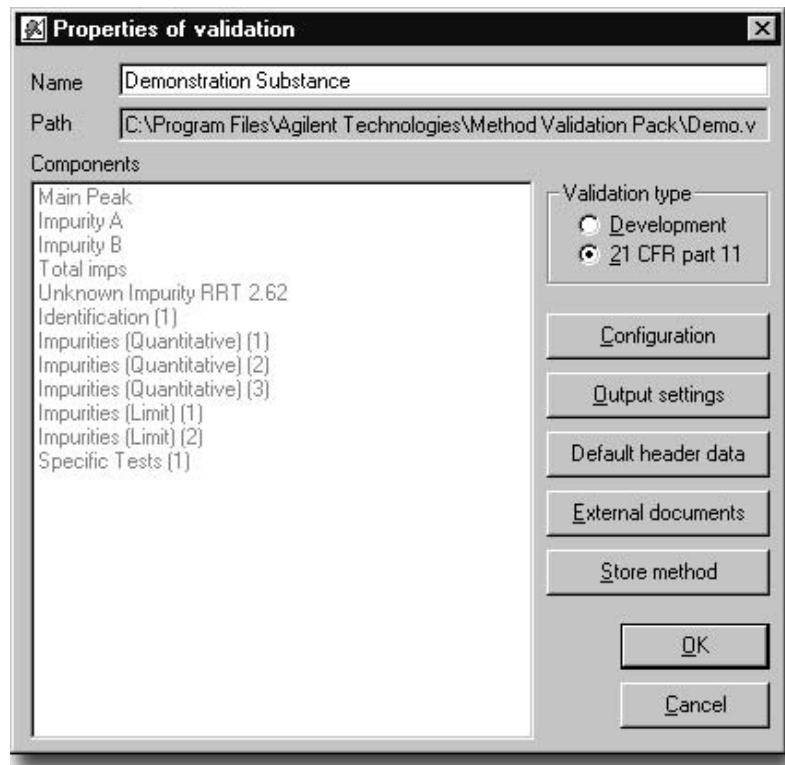 Properties of validation
Name Demonstration Substance
Path C:\Program Files\Agilent Technologies\Method Validation Pack\Demo.v
Components
Main Peak
Impurity A
Impurity B
Total imps
Unknown Impurity RRT 2.62
Identification (1)
Impurities (Quantitative) (1)
Impurities (Quantitative) (2)
Impurities (Quantitative) (3)
Impurities (Limit) (1)
Impurities (Limit) (2)
Specific Tests (1)
Validation type
Development
21 CFR part 11
Configuration
Output settings
Default header data
External documents
Store method
OK
Cancel